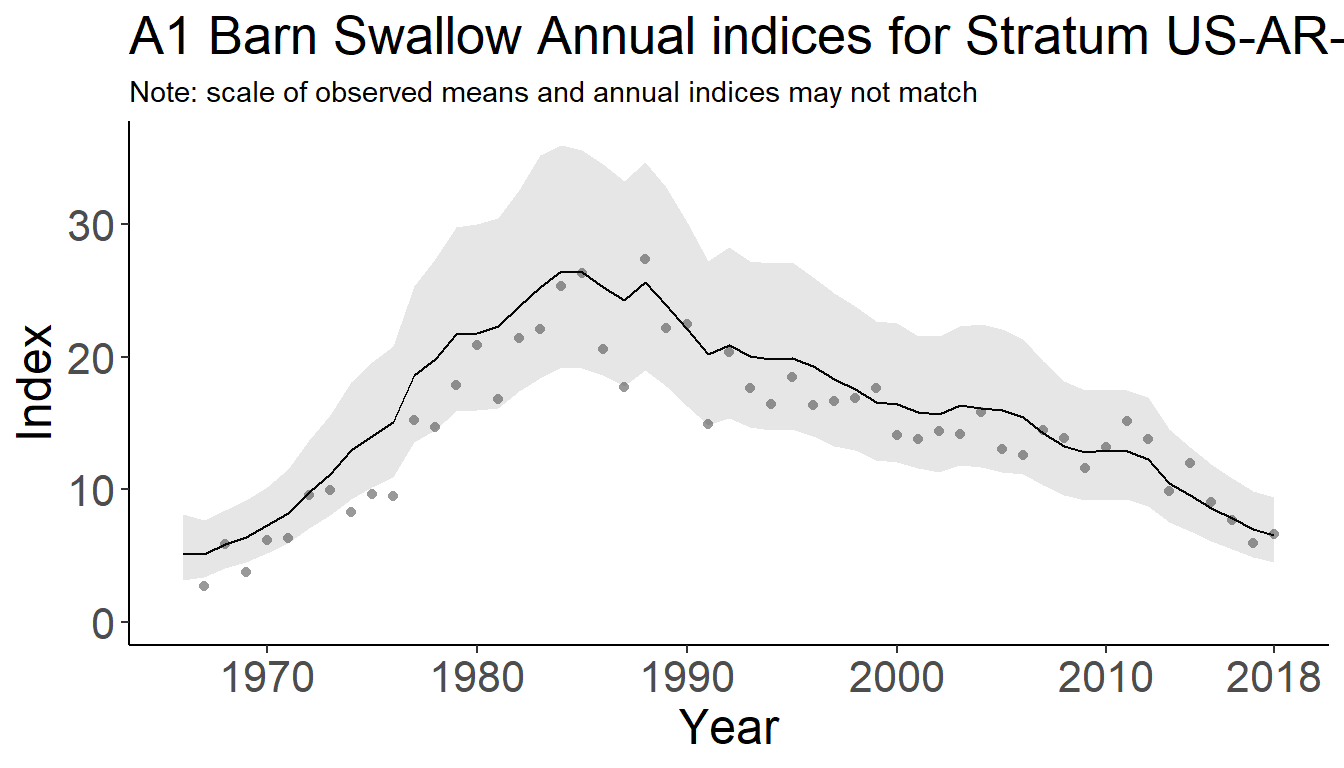 A1 Barn Swallow Annual indices for Stratum US-AR-
Note: scale of observed means and annual indices may not match
Index
30
20
10
0
1970 1980 1990 2000 2010 2018
Year